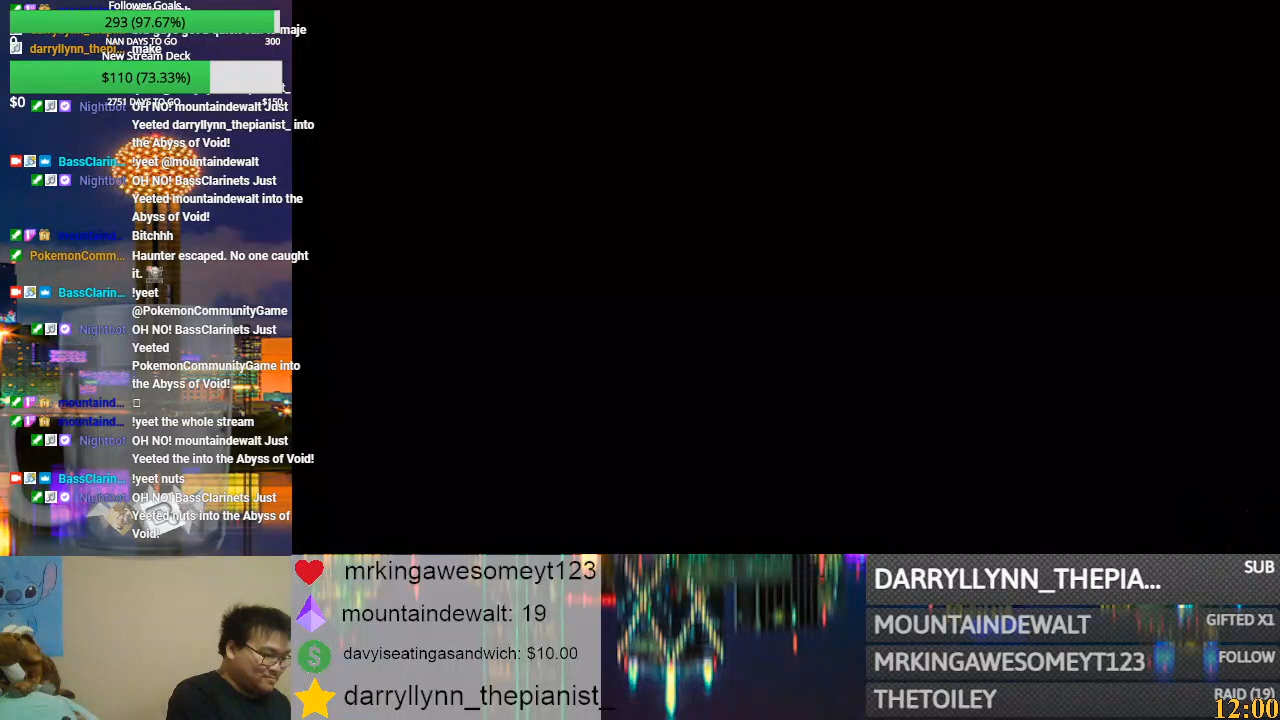 Follower Goals
293 (97.67%)
NAN DAYS TO GO 300
darryllynn_thepi... make
New Stream Deck
$110 (73.33%)
$0 2751 DAYS TO GO $150
Nightbot OH NO! mountaindewalt Just
Yeeted darryllynn_thepianist_ into
the Abyss of Void!
BassClarin... !yeet @mountaindewalt
Nightbot OH NO! BassClarinets Just
Yeeted mountaindewalt into the
Abyss of Void!
mountaind... Bitchhh
PokemonComm... Haunter escaped. No one caught
it.
BassClarin... !yeet
@PokemonCommunityGame
Nightbot OH NO! BassClarinets Just
Yeeted
PokemonCommunityGame into
the Abyss of Void!
mountaind...
mountaind... !yeet the whole stream
Nightbot OH NO! mountaindewalt Just
Yeeted the into the Abyss of Void!
BassClarin... !yeet nuts
Nightbot OH NO! BassClarinets Just
Yeeted nuts into the Abyss of
Void!
mrkingawesomeyt123
mountaindewalt: 19
davyiseatingasandwich: $10.00
darryllynn_thepianist_
DARRYLLYNN_THEPIA... SUB
MOUNTAINDEWALT GIFTED X1
MRKINGAWESOMEYT123 FOLLOW
THETOILEY RAID (19)
12:00